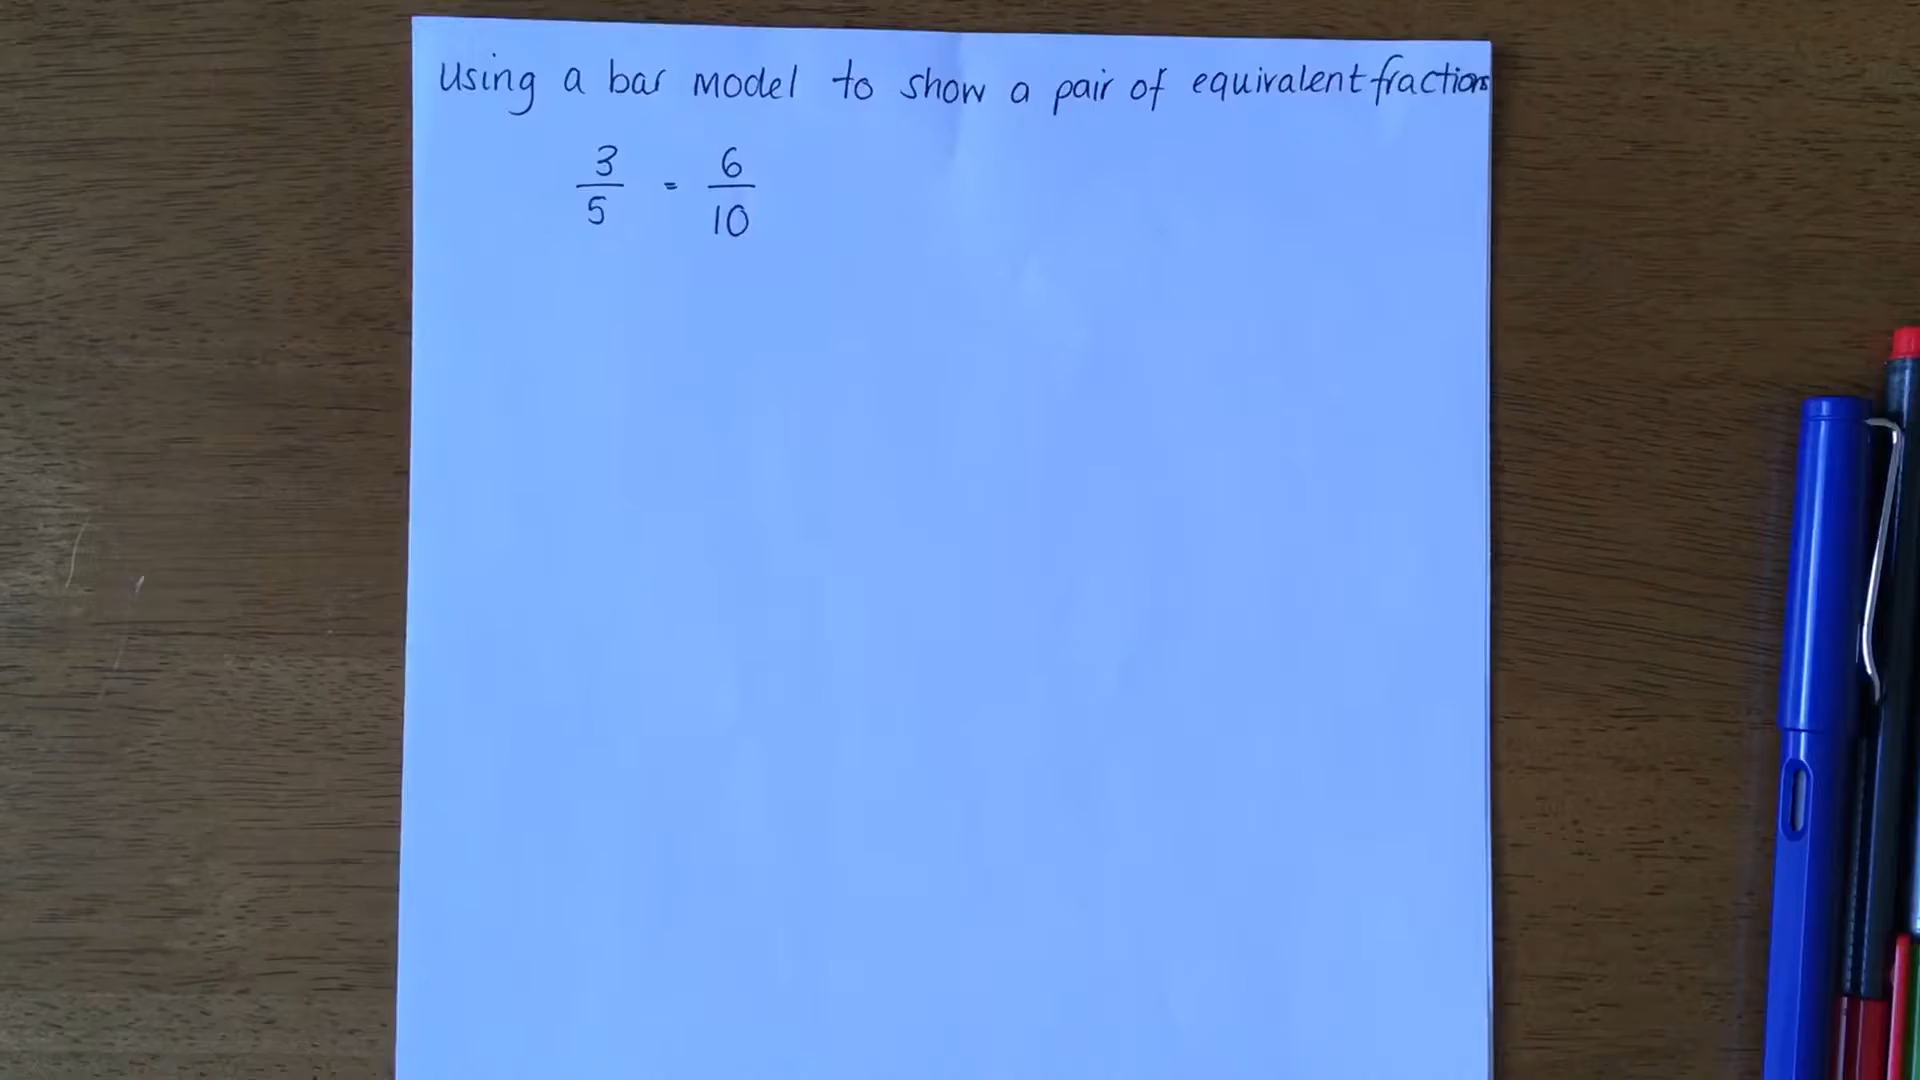 Using a bar model to show a pair of equivalent fractions
3/5 = 6/10